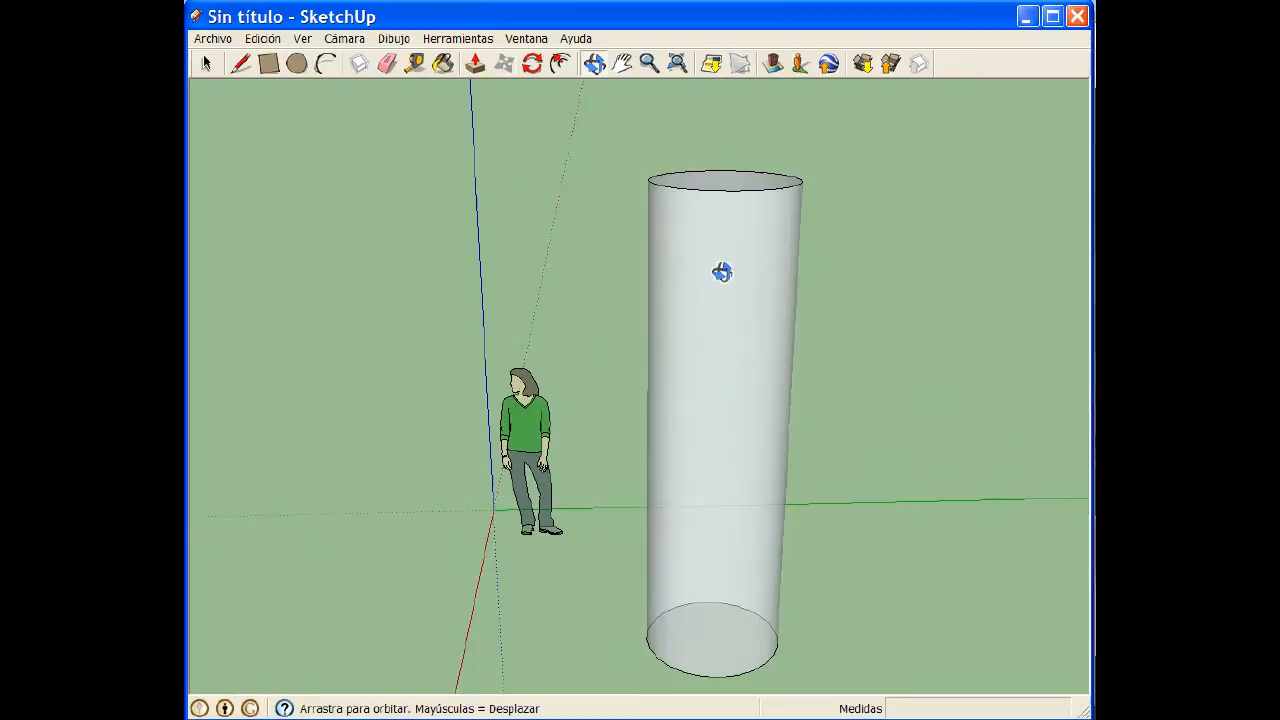 Sin título - SketchUp
Archivo Edición Ver Cámara Dibujo Herramientas Ventana Ayuda
Arrastra para orbitar. Mayúsculas = Desplazar Medidas